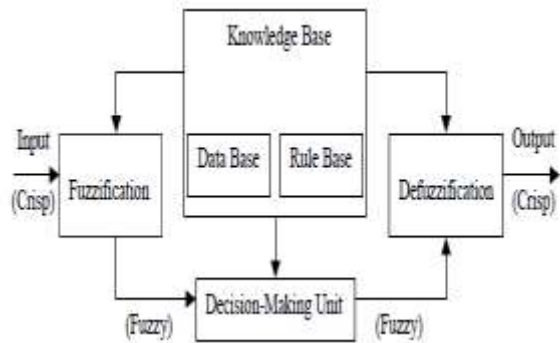 Knowledge Base
Input
Output
Data Base
Rule Base
Fuzzification
Defuzzification
(Crisp)
(Crisp)
Decision-Making Unit
(Fuzzy)
(Fuzzy)